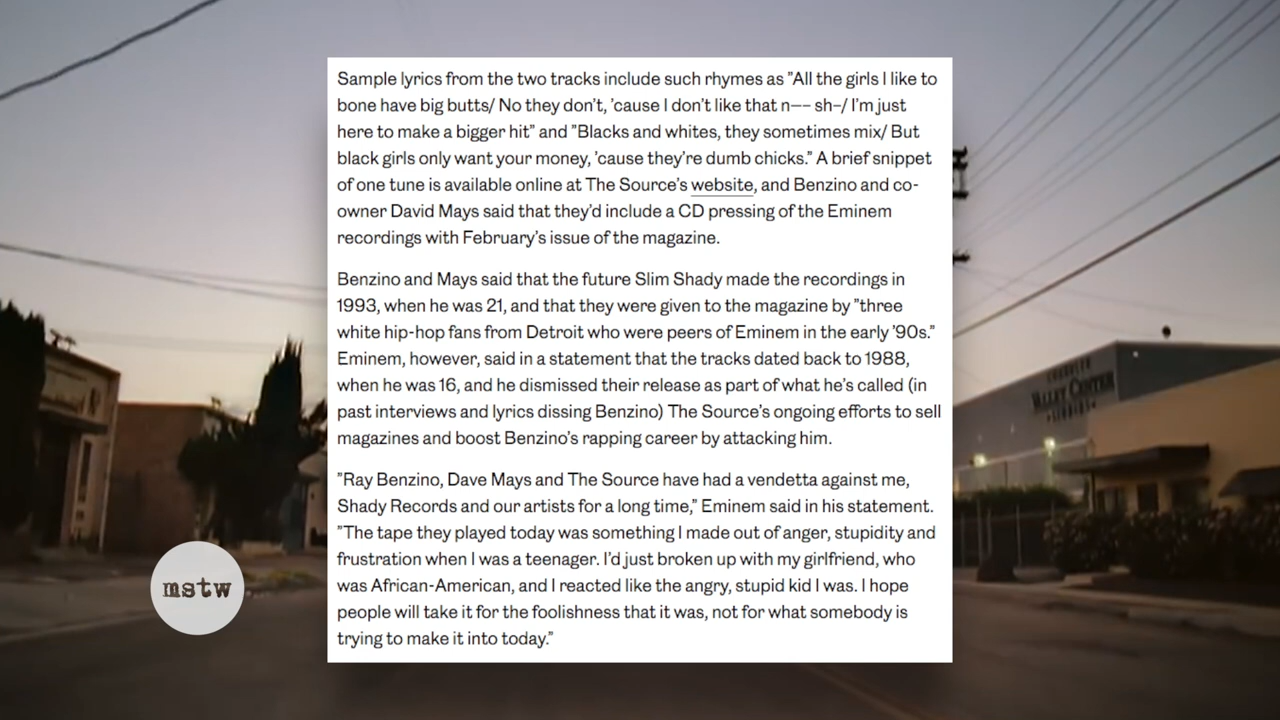 Sample lyrics from the two tracks include such rhymes as ”All the girls I like to
bone have big butts/ No they don’t, ’cause I don’t like that n–– sh–/ I’m just
here to make a bigger hit” and ”Blacks and whites, they sometimes mix/ But
black girls only want your money, ’cause they’re dumb chicks.” A brief snippet
of one tune is available online at The Source’s website, and Benzino and co-
owner David Mays said that they’d include a CD pressing of the Eminem
recordings with February’s issue of the magazine.
Benzino and Mays said that the future Slim Shady made the recordings in
1993, when he was 21, and that they were given to the magazine by ”three
white hip-hop fans from Detroit who were peers of Eminem in the early ’90s.”
Eminem, however, said in a statement that the tracks dated back to 1988,
when he was 16, and he dismissed their release as part of what he’s called (in
past interviews and lyrics dissing Benzino) The Source’s ongoing efforts to sell
magazines and boost Benzino’s rapping career by attacking him.
”Ray Benzino, Dave Mays and The Source have had a vendetta against me,
Shady Records and our artists for a long time,” Eminem said in his statement.
”The tape they played today was something I made out of anger, stupidity and
frustration when I was a teenager. I’d just broken up with my girlfriend, who
was African-American, and I reacted like the angry, stupid kid I was. I hope
people will take it for the foolishness that it was, not for what somebody is
trying to make it into today.”
mstw
VALLEY CENTER